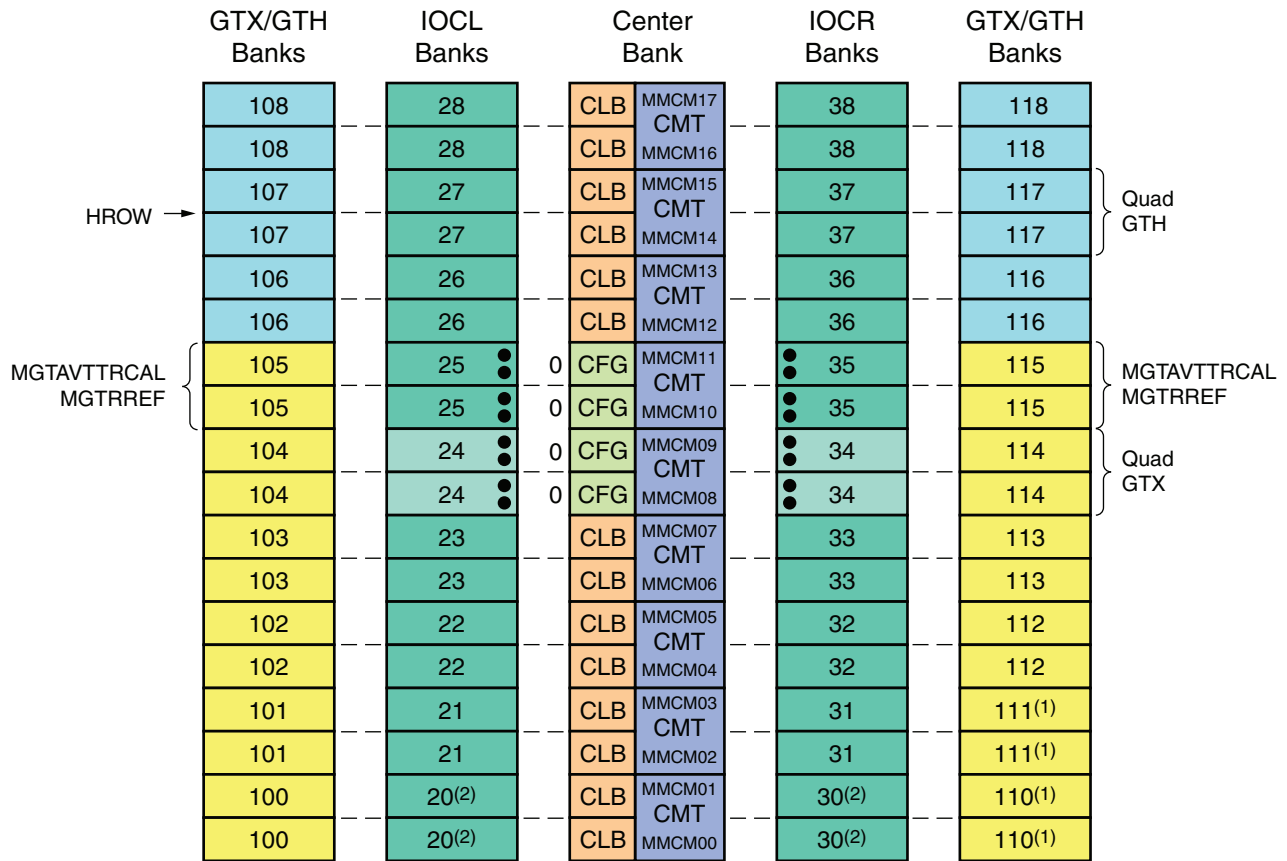 GTX/GTH Banks IOCL Banks Center Bank IOCR Banks GTX/GTH Banks
108 28 CLB MMCM17 38 118
CMT
108 28 CLB MMCM16 38 118
107 27 CLB MMCM15 37 117
HROW CMT Quad GTH
107 27 CLB MMCM14 37 117
106 26 CLB MMCM13 36 116
CMT
106 26 CLB MMCM12 36 116
105 25 0 CFG MMCM11 35 115
MGTAVTTRCAL MGTRREF CMT MGTAVTTRCAL MGTRREF
105 25 0 CFG MMCM10 35 115
104 24 0 CFG MMCM09 34 114
CMT Quad GTX
104 24 0 CFG MMCM08 34 114
103 23 CLB MMCM07 33 113
CMT
103 23 CLB MMCM06 33 113
102 22 CLB MMCM05 32 112
CMT
102 22 CLB MMCM04 32 112
101 21 CLB MMCM03 31 111(1)
CMT
101 21 CLB MMCM02 31 111(1)
100 20(2) CLB MMCM01 30(2) 110(1)
CMT
100 20(2) CLB MMCM00 30(2) 110(1)